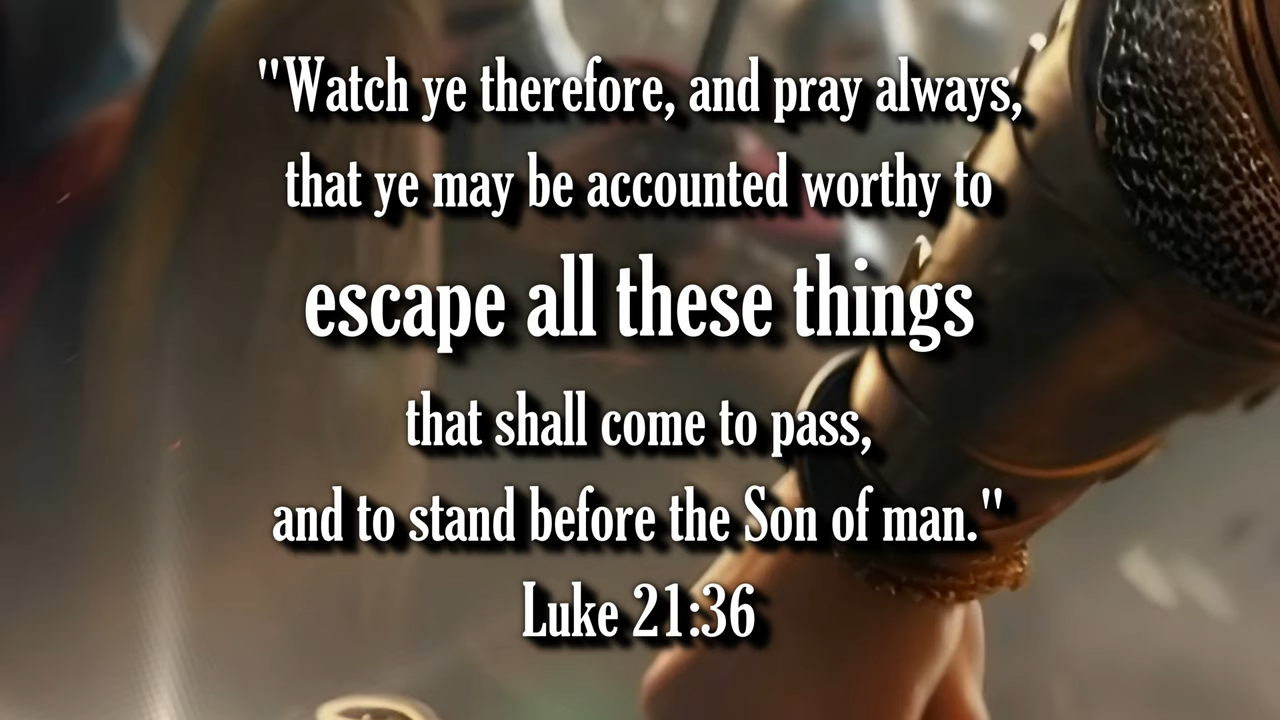 "Watch ye therefore, and pray always,
that ye may be accounted worthy to
escape all these things
that shall come to pass,
and to stand before the Son of man."
Luke 21:36